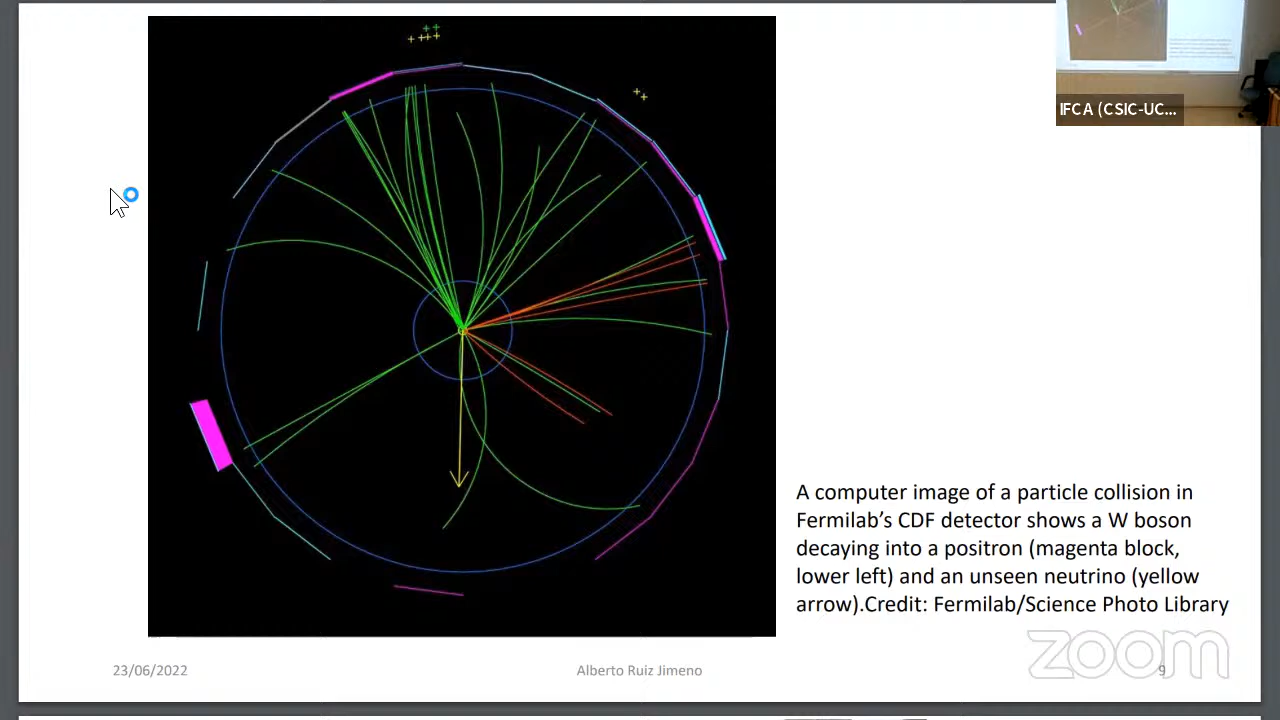 IFCA (CSIC-UC...
A computer image of a particle collision in
Fermilab’s CDF detector shows a W boson
decaying into a positron (magenta block,
lower left) and an unseen neutrino (yellow
arrow).Credit: Fermilab/Science Photo Library
zoom
23/06/2022
Alberto Ruiz Jimeno
9